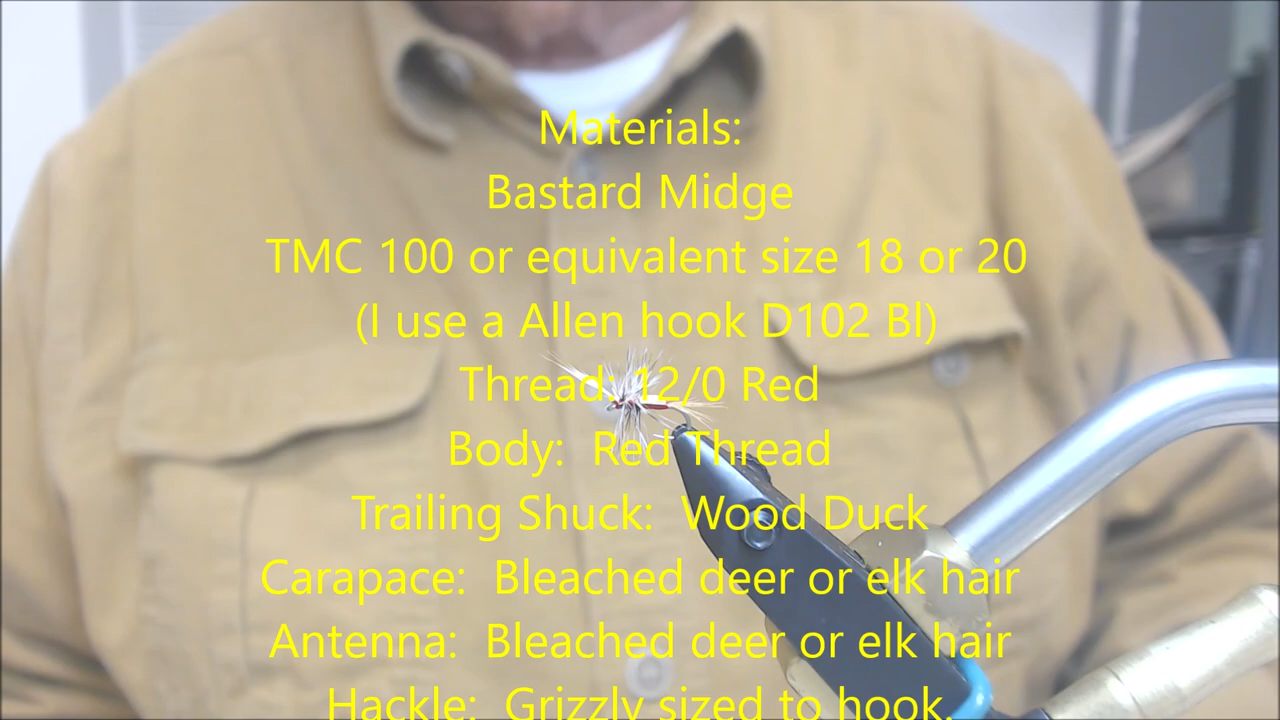 Materials:
Bastard Midge
TMC 100 or equivalent size 18 or 20
(I use a Allen hook D102 Bl)
Thread: 12/0 Red
Body: Red Thread
Trailing Shuck: Wood Duck
Carapace: Bleached deer or elk hair
Antenna: Bleached deer or elk hair
Hackle: Grizzly sized to hook.